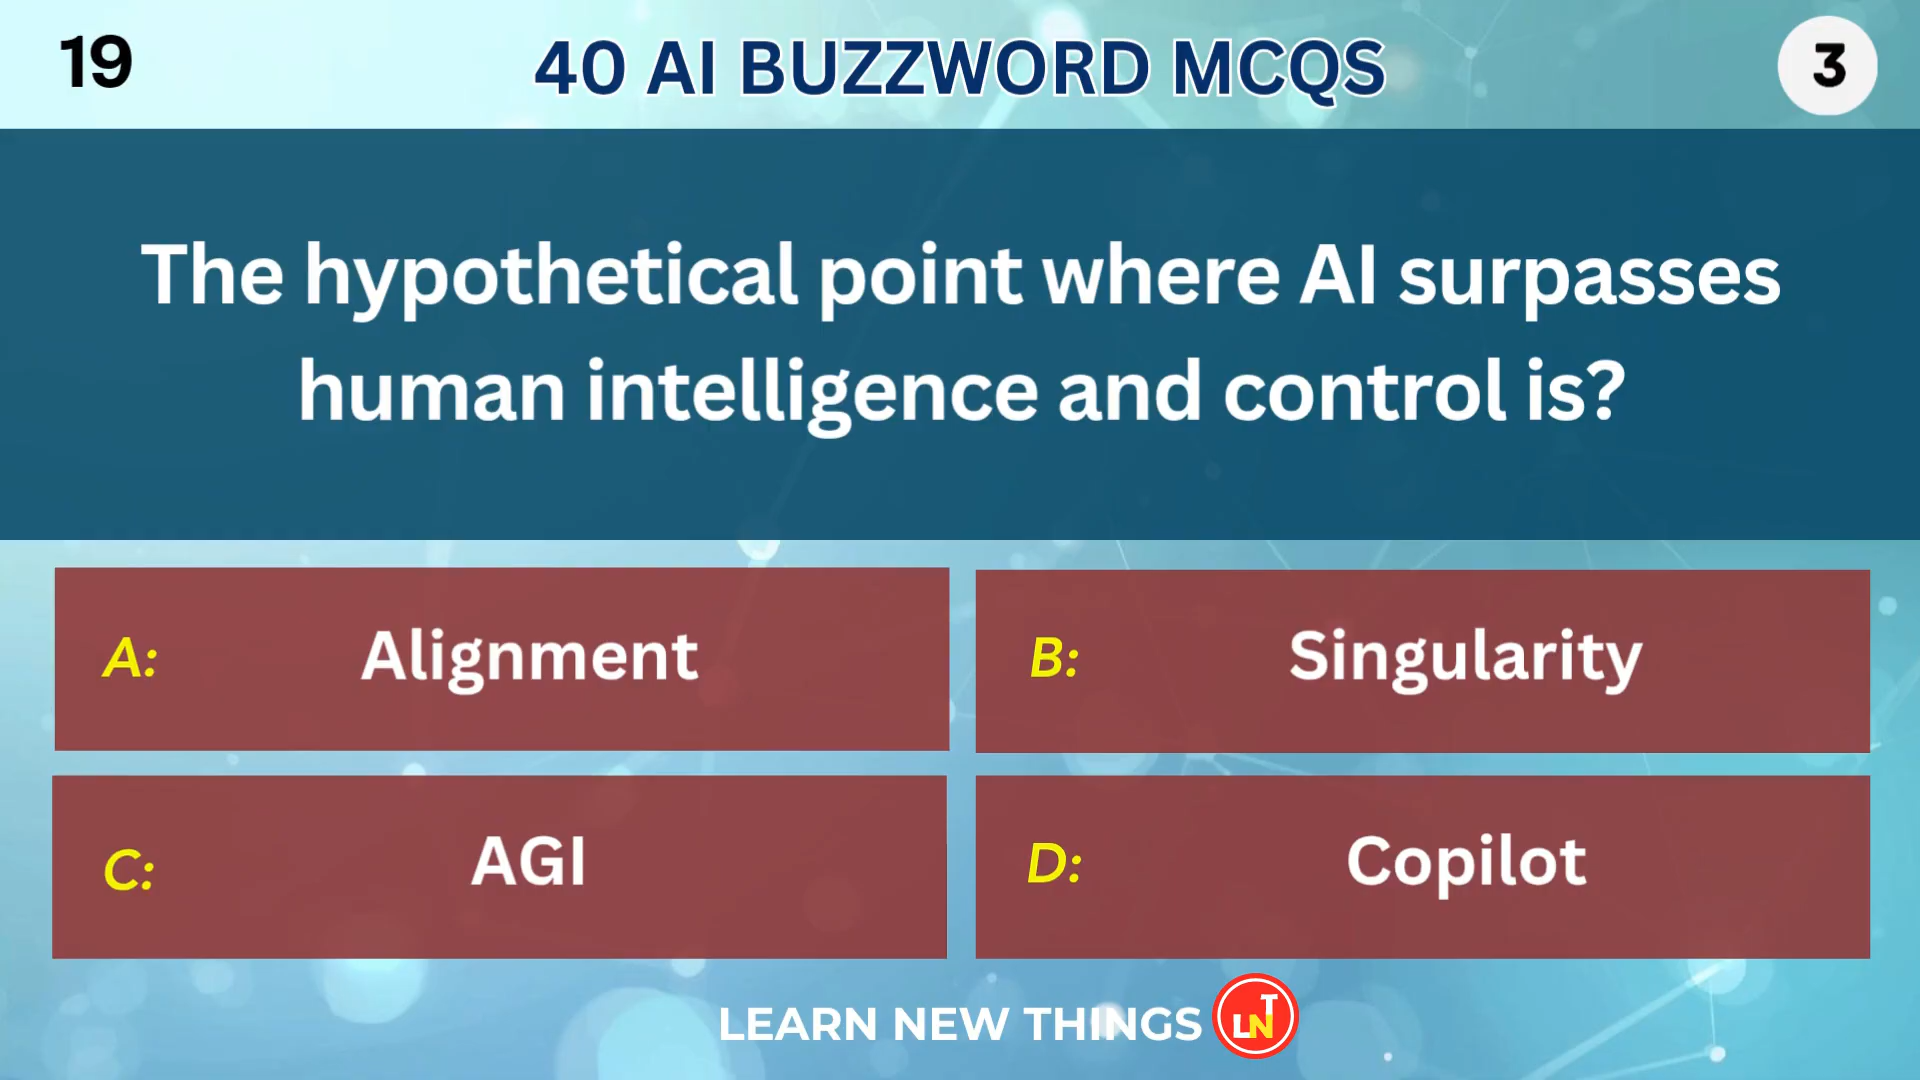 19
40 AI BUZZWORD MCQS
3
The hypothetical point where AI surpasses
human intelligence and control is?
A: Alignment
B: Singularity
C: AGI
D: Copilot
LEARN NEW THINGS LNT